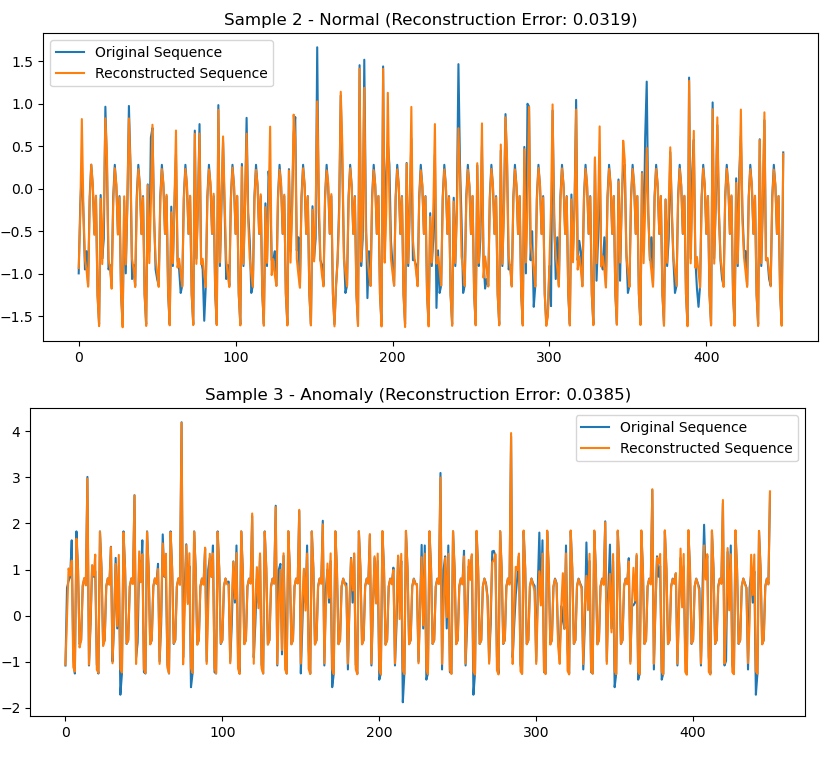 Sample 2 - Normal (Reconstruction Error: 0.0319)
Original Sequence
Reconstructed Sequence
1.5
1.0
0.5
0.0
−0.5
−1.0
−1.5
0 100 200 300 400
Sample 3 - Anomaly (Reconstruction Error: 0.0385)
Original Sequence
Reconstructed Sequence
4
3
2
1
0
−1
−2
0 100 200 300 400